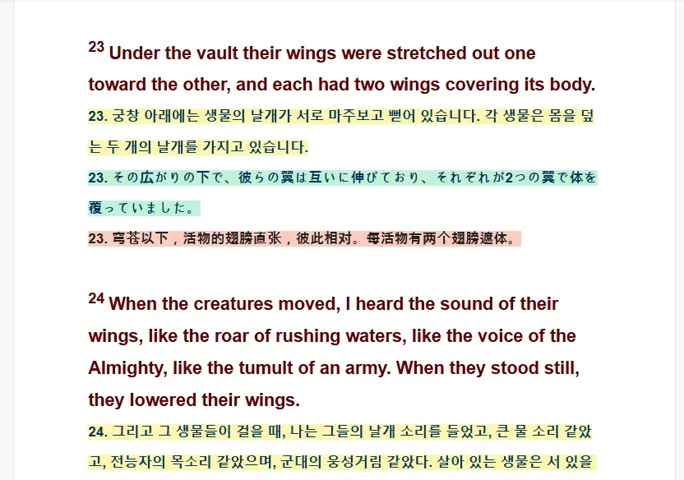 23 Under the vault their wings were stretched out one
toward the other, and each had two wings covering its body.
23. 궁창 아래에는 생물의 날개가 서로 마주보고 뻗어 있습니다. 각 생물은 몸을 덮
는 두 개의 날개를 가지고 있습니다.
23. その広がりの下で、彼らの翼は互いに伸びており、それぞれが2つの翼で体を
覆っていました。
23. 穹苍以下，活物的翅膀直张，彼此相对。每活物有两个翅膀遮体。
24 When the creatures moved, I heard the sound of their
wings, like the roar of rushing waters, like the voice of the
Almighty, like the tumult of an army. When they stood still,
they lowered their wings.
24. 그리고 그 생물들이 걸을 때, 나는 그들의 날개 소리를 들었고, 큰 물 소리 같았
고, 전능자의 목소리 같았으며, 군대의 웅성거림 같았다. 살아 있는 생물은 서 있을